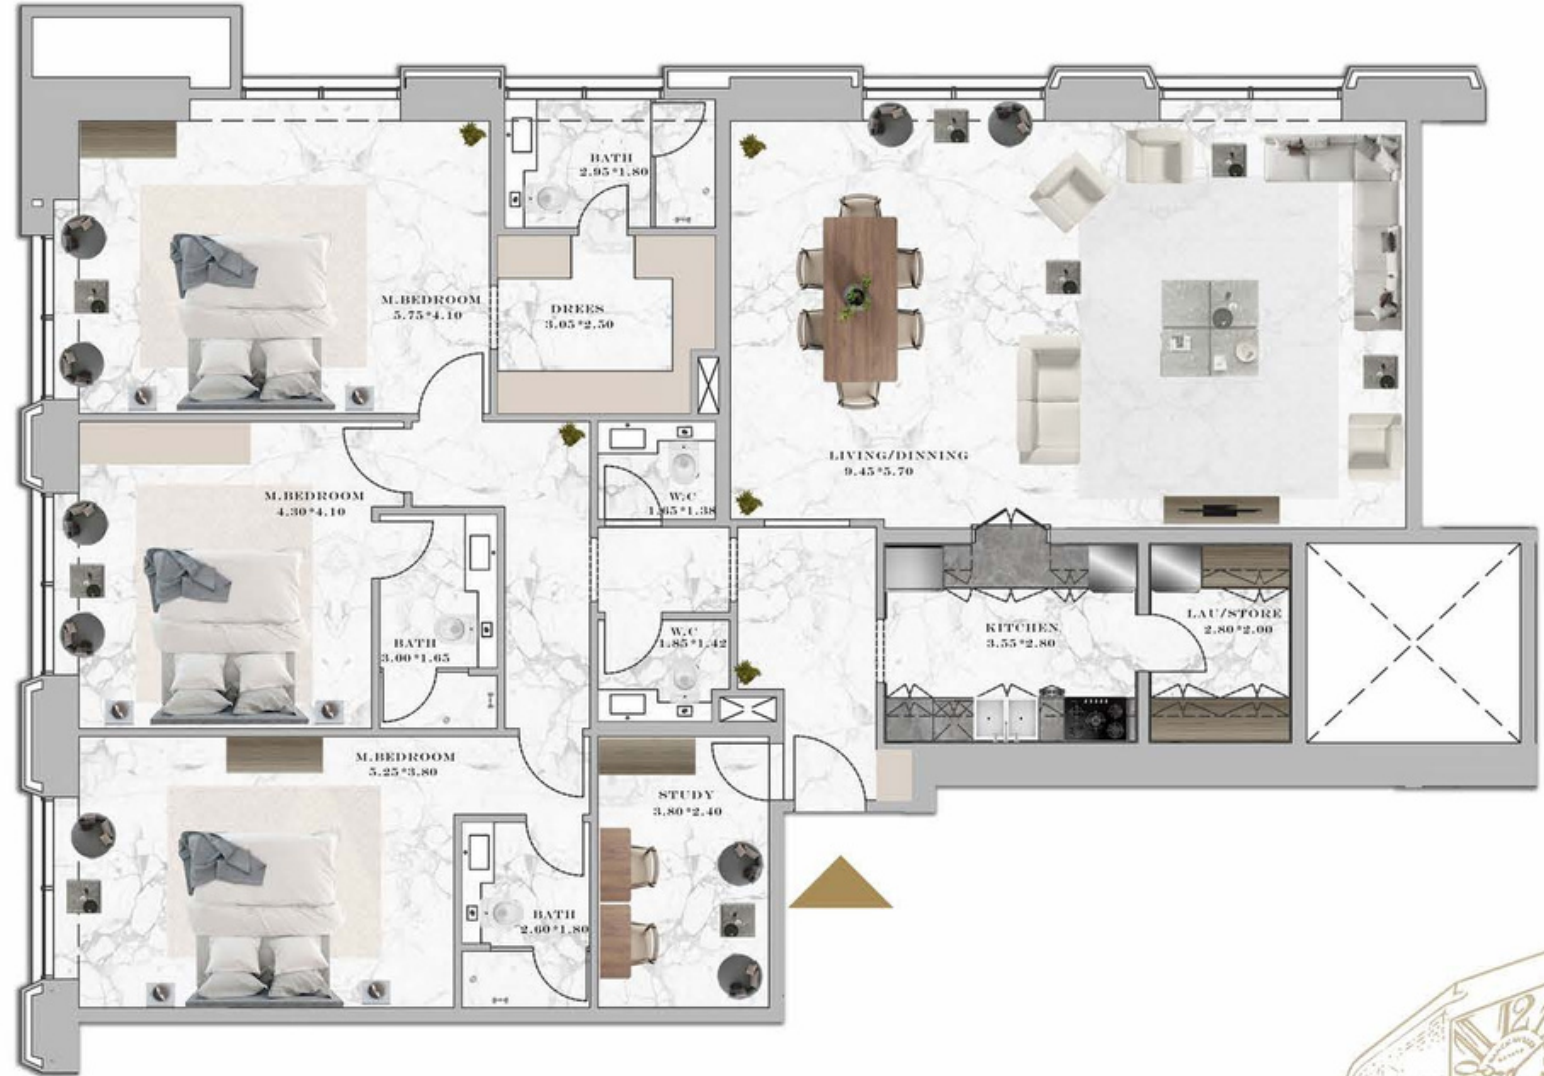 BATH
2.95*1.80
M.BEDROOM
5.75*4.10
DREES
3.05*2.50
LIVING/DINNING
9.45*5.70
M.BEDROOM
4.30*4.10
W.C
1.65*1.38
BATH
3.00*1.65
W.C
1.85*1.42
KITCHEN
3.55*2.80
LAU/STORE
2.80*2.00
M.BEDROOM
5.25*3.80
STUDY
3.80*2.40
BATH
2.60*1.80
12